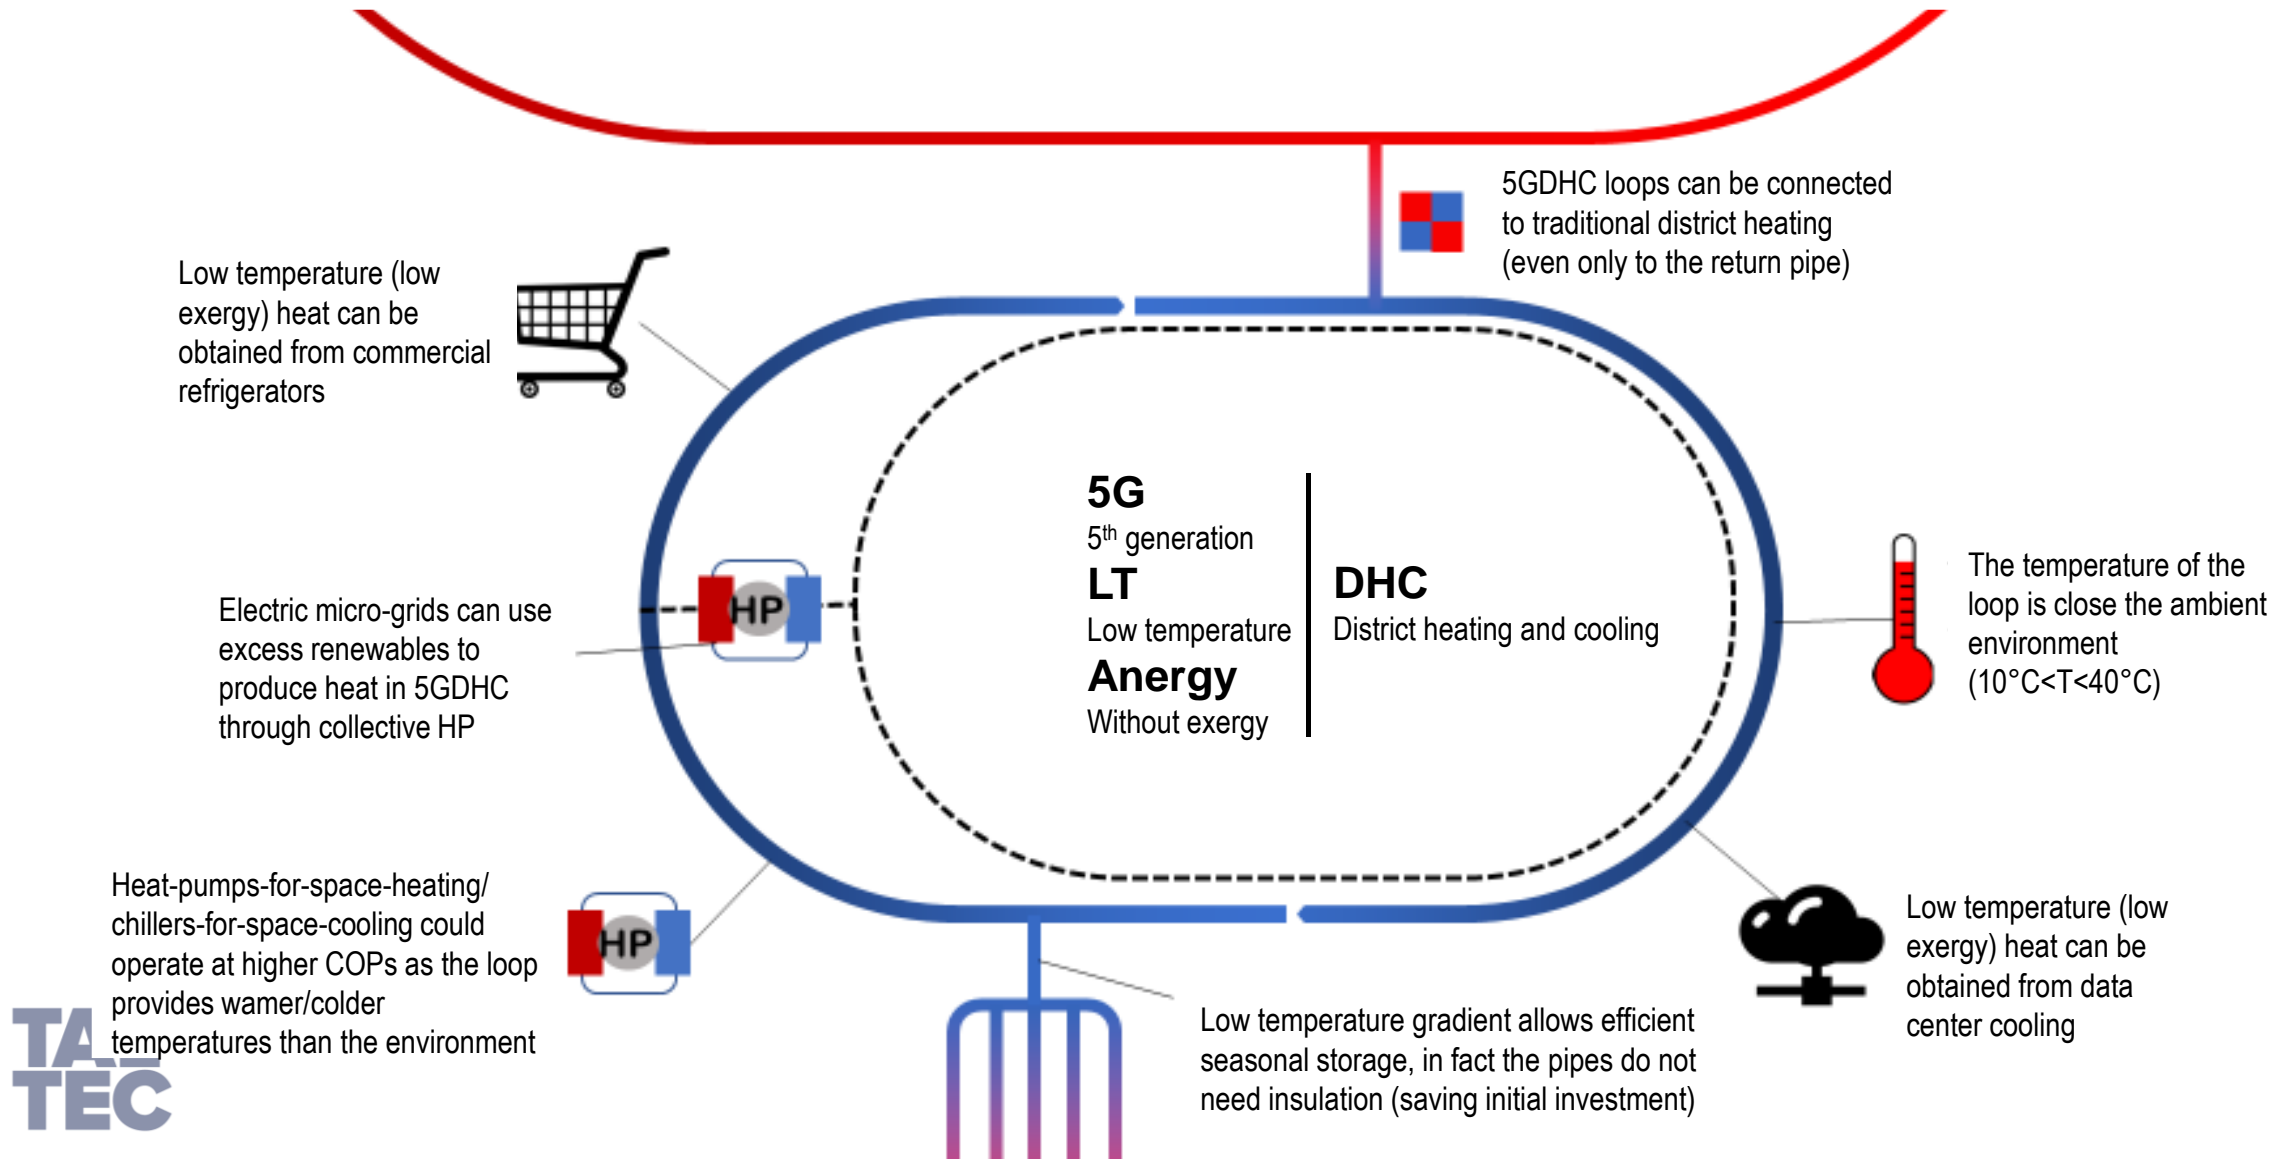 5GDHC loops can be connected
to traditional district heating
(even only to the return pipe)
Low temperature (low
exergy) heat can be
obtained from commercial
refrigerators
5G
5th generation
LT
Low temperature
Anergy
Without exergy
DHC
District heating and cooling
The temperature of the
loop is close the ambient
environment
(10°C<T<40°C)
HP
Electric micro-grids can use
excess renewables to
produce heat in 5GDHC
through collective HP
Heat-pumps-for-space-heating/
chillers-for-space-cooling could
operate at higher COPs as the loop
provides wamer/colder
temperatures than the environment
HP
Low temperature (low
exergy) heat can be
obtained from data
center cooling
Low temperature gradient allows efficient
seasonal storage, in fact the pipes do not
need insulation (saving initial investment)
TA
TEC